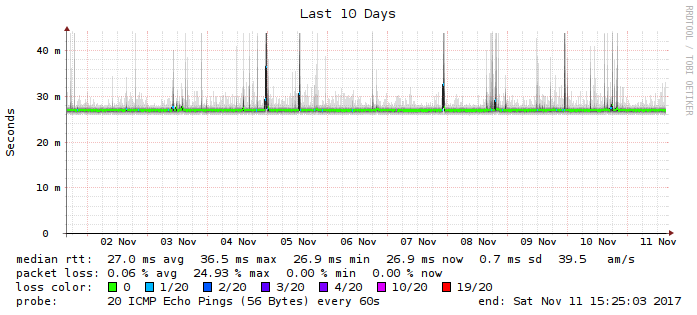 Last 10 Days
RRDTOOL / TOBI OETIKER
Seconds
40 m
30 m
20 m
10 m
0
02 Nov 03 Nov 04 Nov 05 Nov 06 Nov 07 Nov 08 Nov 09 Nov 10 Nov 11 Nov
median rtt: 27.0 ms avg 36.5 ms max 26.9 ms min 26.9 ms now 0.7 ms sd 39.5 am/s
packet loss: 0.06 % avg 24.93 % max 0.00 % min 0.00 % now
loss color: 0 1/20 2/20 3/20 4/20 10/20 19/20
probe: 20 ICMP Echo Pings (56 Bytes) every 60s end: Sat Nov 11 15:25:03 2017